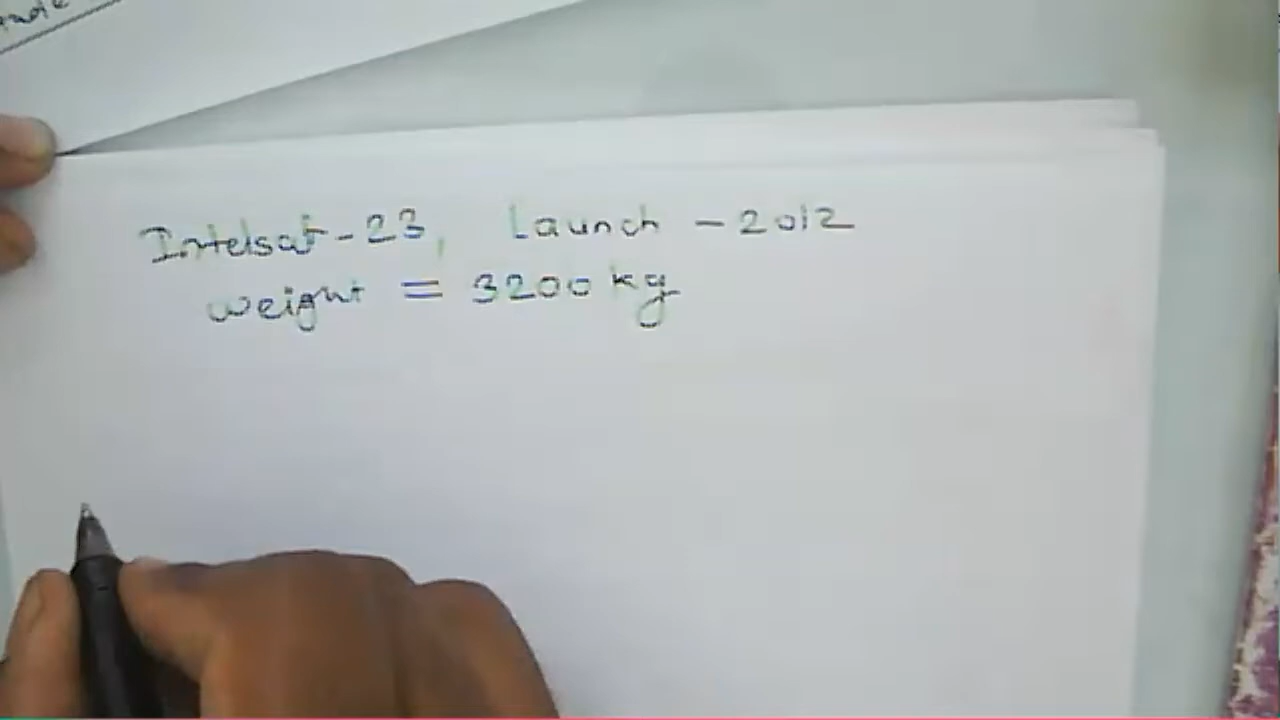 Intelsat-23, Launch - 2012
weight = 3200 kg